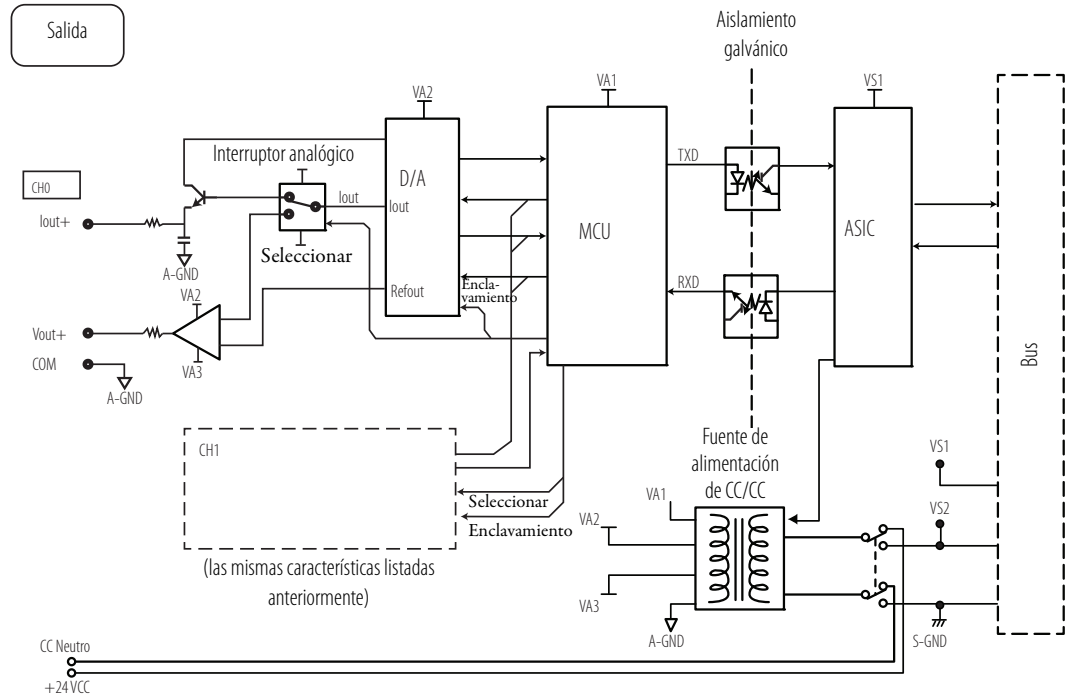 Salida
Aislamiento
galvánico
VA2
VA1
VS1
Interruptor analógico
D/A
TXD
CH0
Iout
Iout
MCU
ASIC
Iout+
Seleccionar
A-GND
VA2
Refout
Encla-
vamiento
RXD
Vout+
COM
VA3
A-GND
Bus
CH1
Fuente de
alimentación
de CC/CC
VS1
VA1
Seleccionar
VA2
VS2
Enclavamiento
(las mismas características listadas
anteriormente)
VA3
A-GND
S-GND
CC Neutro
+24 VCC